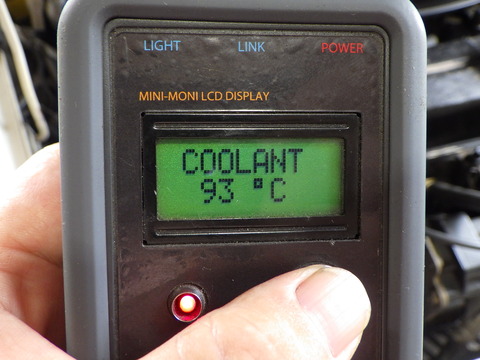 LIGHT LINK POWER
MINI-MONI LCD DISPLAY
COOLANT
93 °C